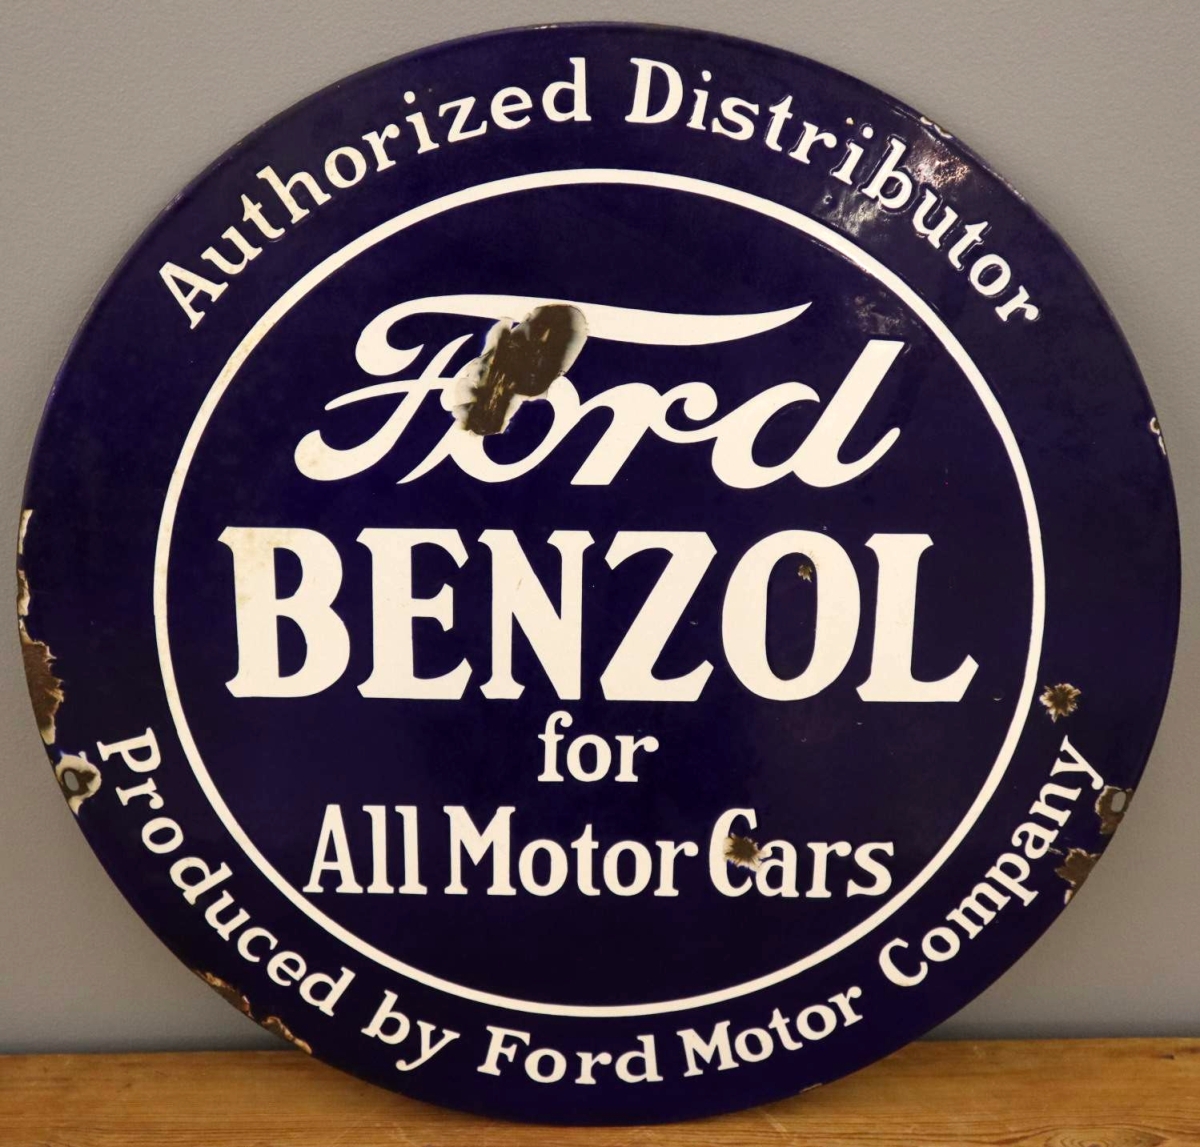 Authorized Distributor
Ford
BENZOL
for
All Motor Cars
Produced by Ford Motor Company